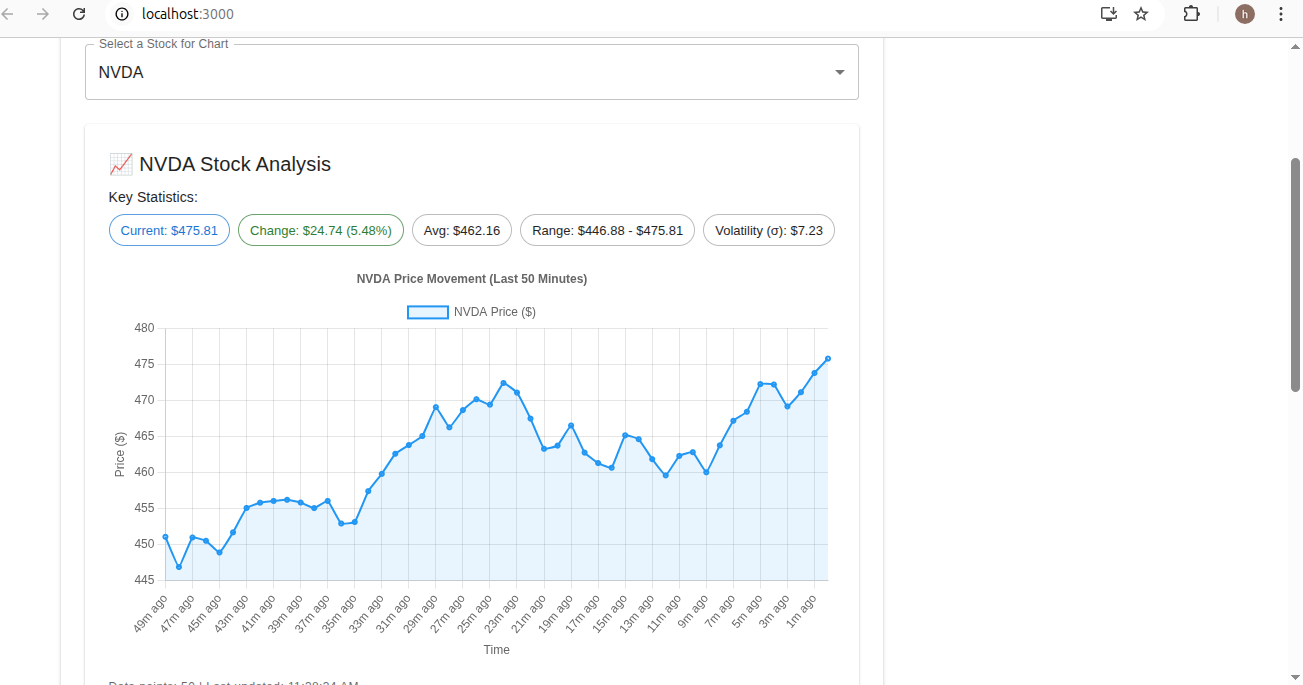 localhost:3000
h
Select a Stock for Chart
NVDA
NVDA Stock Analysis
Key Statistics:
Current: $475.81 Change: $24.74 (5.48%) Avg: $462.16 Range: $446.88 - $475.81 Volatility (σ): $7.23
NVDA Price Movement (Last 50 Minutes)
NVDA Price ($)
480
475
470
465
460
455
450
445
Price ($)
49m ago 47m ago 45m ago 43m ago 41m ago 39m ago 37m ago 35m ago 33m ago 31m ago 29m ago 27m ago 25m ago 23m ago 21m ago 19m ago 17m ago 15m ago 13m ago 11m ago 9m ago 7m ago 5m ago 3m ago 1m ago
Time
Data points: 50 | Last updated: